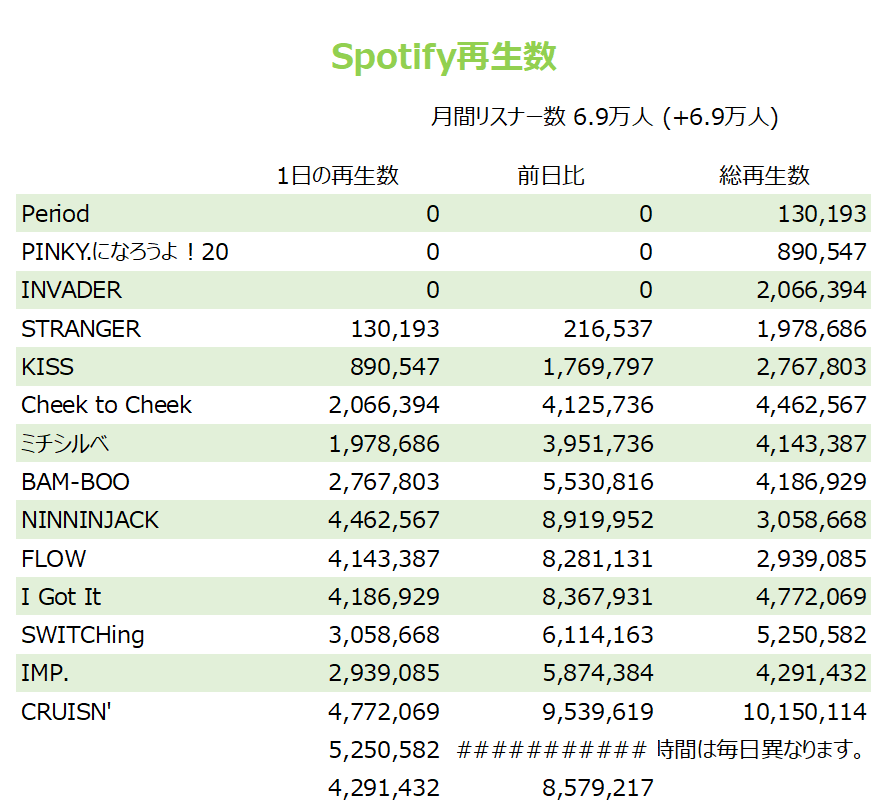 Spotify再生数
月間リスナー数 6.9万人 (+6.9万人)
1日の再生数 前日比 総再生数
Period 0 0 130,193
PINKY.になろうよ！20 0 0 890,547
INVADER 0 0 2,066,394
STRANGER 130,193 216,537 1,978,686
KISS 890,547 1,769,797 2,767,803
Cheek to Cheek 2,066,394 4,125,736 4,462,567
ミチシルベ 1,978,686 3,951,736 4,143,387
BAM-BOO 2,767,803 5,530,816 4,186,929
NINNINJACK 4,462,567 8,919,952 3,058,668
FLOW 4,143,387 8,281,131 2,939,085
I Got It 4,186,929 8,367,931 4,772,069
SWITCHing 3,058,668 6,114,163 5,250,582
IMP. 2,939,085 5,874,384 4,291,432
CRUISN' 4,772,069 9,539,619 10,150,114
5,250,582 ########### 時間は毎日異なります。
4,291,432 8,579,217